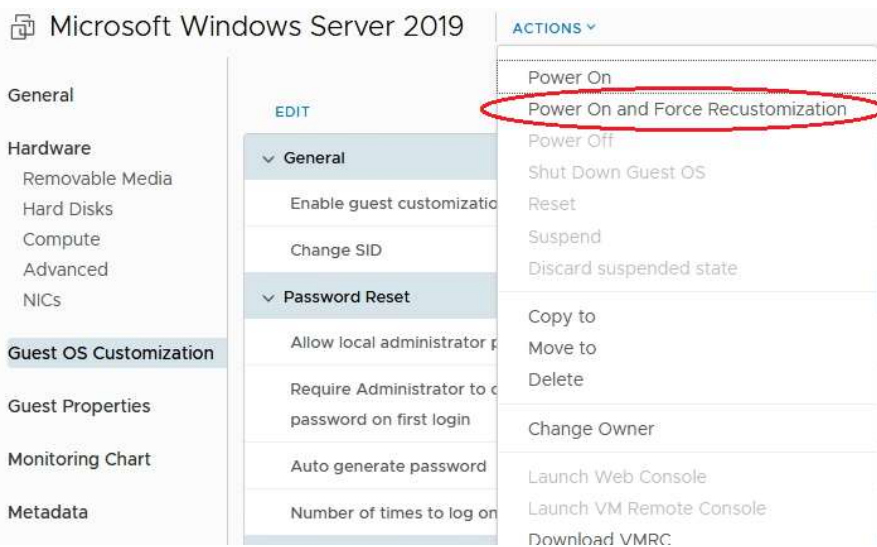 Microsoft Windows Server 2019
ACTIONS
General
Hardware
Removable Media
Hard Disks
Compute
Advanced
NICs
Guest OS Customization
Guest Properties
Monitoring Chart
Metadata
EDIT
General
Enable guest
Change SID
Password Reset
Allow local administrator
Require Administrator to
password on first login
Auto generate password
Number of times to log on
Power On
Power On and Force Recustomization
Power Off
Shut Down Guest OS
Reset
Suspend
Discard suspended state
Copy to
Move to
Delete
Change Owner
Launch Web Console
Launch VM Remote Console
Download VMRC